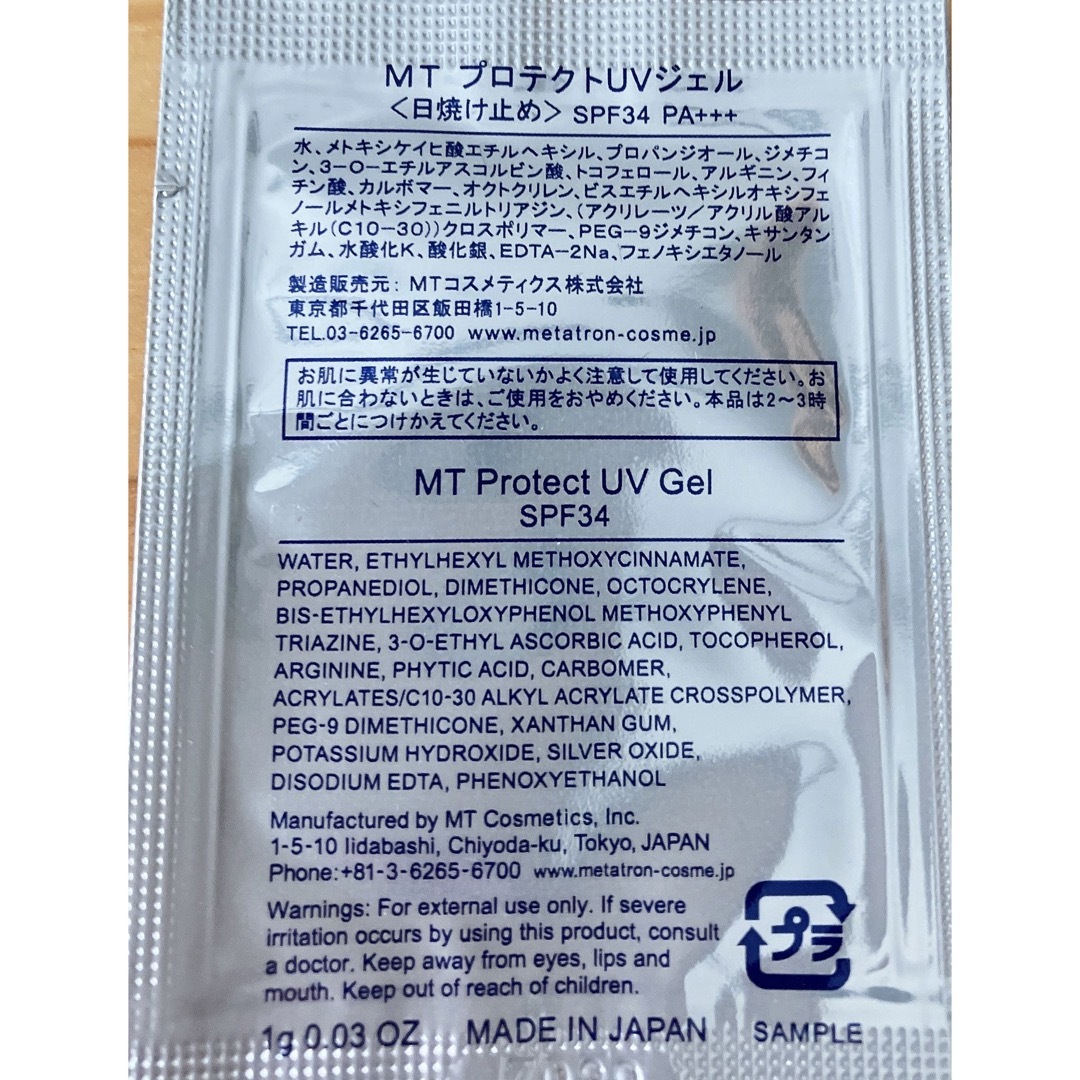 MT プロテクトUVジェル
＜日焼け止め＞ SPF34 PA+++
水、メトキシケイヒ酸エチルヘキシル、プロパンジオール、ジメチコ
ン、3-O-エチルアスコルビン酸、トコフェロール、アルギニン、フィ
チン酸、カルボマー、オクトクリレン、ビスエチルヘキシルオキシフェ
ノールメトキシフェニルトリアジン、（アクリレーツ／アクリル酸アル
キル（C10-30））クロスポリマー、PEG-9ジメチコン、キサンタン
ガム、水酸化K、酸化銀、EDTA-2Na、フェノキシエタノール
製造販売元：MTコスメティクス株式会社
東京都千代田区飯田橋1-5-10
TEL.03-6265-6700 www.metatron-cosme.jp
お肌に異常が生じていないかよく注意して使用してください。お
肌に合わないときは、ご使用をおやめください。本品は2〜3時
間ごとにつけかえてください。
MT Protect UV Gel
SPF34
WATER, ETHYLHEXYL METHOXYCINNAMATE,
PROPANEDIOL, DIMETHICONE, OCTOCRYLENE,
BIS-ETHYLHEXYLOXYPHENOL METHOXYPHENYL
TRIAZINE, 3-O-ETHYL ASCORBIC ACID, TOCOPHEROL,
ARGININE, PHYTIC ACID, CARBOMER,
ACRYLATES/C10-30 ALKYL ACRYLATE CROSSPOLYMER,
PEG-9 DIMETHICONE, XANTHAN GUM,
POTASSIUM HYDROXIDE, SILVER OXIDE,
DISODIUM EDTA, PHENOXYETHANOL
Manufactured by MT Cosmetics, Inc.
1-5-10 Iidabashi, Chiyoda-ku, Tokyo, JAPAN
Phone:+81-3-6265-6700 www.metatron-cosme.jp
Warnings: For external use only. If severe
irritation occurs by using this product, consult
a doctor. Keep away from eyes, lips and
mouth. Keep out of reach of children.
プラ
1g 0.03 OZ MADE IN JAPAN SAMPLE